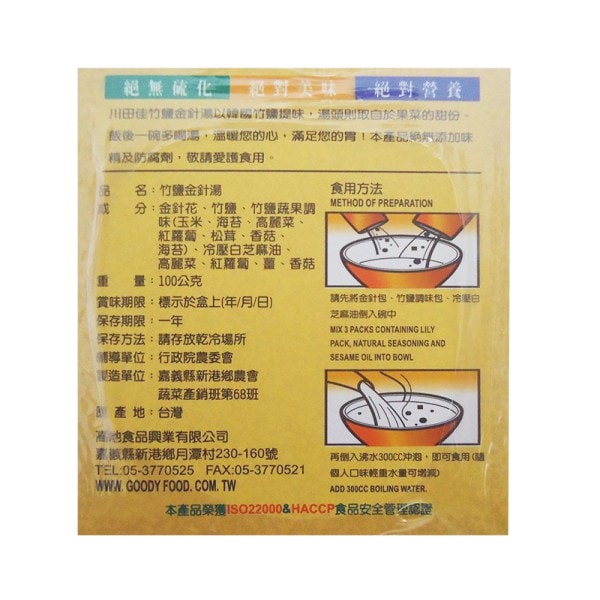 絕無硫化 絕對美味 絕對營養
川田佳竹鹽金針湯以韓國竹鹽提味，湯頭則取自於果菜的甜份。
飯後一碗多喝湯，溫暖您的心，滿足您的胃！本產品絕無添加味
精及防腐劑，敬請愛護食用。
品名：竹鹽金針湯
成分：金針花、竹鹽、竹鹽蔬果調
味(玉米、海苔、高麗菜、
紅蘿蔔、松茸、香菇、
海苔)、冷壓白芝麻油、
高麗菜、紅蘿蔔、薑、香菇
重量：100公克
賞味期限：標示於盒上(年/月/日)
保存期限：一年
保存方法：請存放乾冷場所
輔導單位：行政院農委會
製造單位：嘉義縣新港鄉農會
蔬菜產銷班第68班
原產地：台灣
高池食品興業有限公司
嘉義縣新港鄉月潭村230-160號
TEL:05-3770525 FAX:05-3770521
WWW.GOODYFOOD.COM.TW
食用方法
METHOD OF PREPARATION
請先將金針包、竹鹽調味包、冷壓白
芝麻油倒入碗中
MIX 3 PACKS CONTAINING LILY
PACK, NATURAL SEASONING AND
SESAME OIL INTO BOWL
再倒入沸水300CC沖泡，即可食用(隨
個人口味輕重水量可增減)
ADD 300CC BOILING WATER.
本產品榮獲ISO22000&HACCP食品安全管理認證